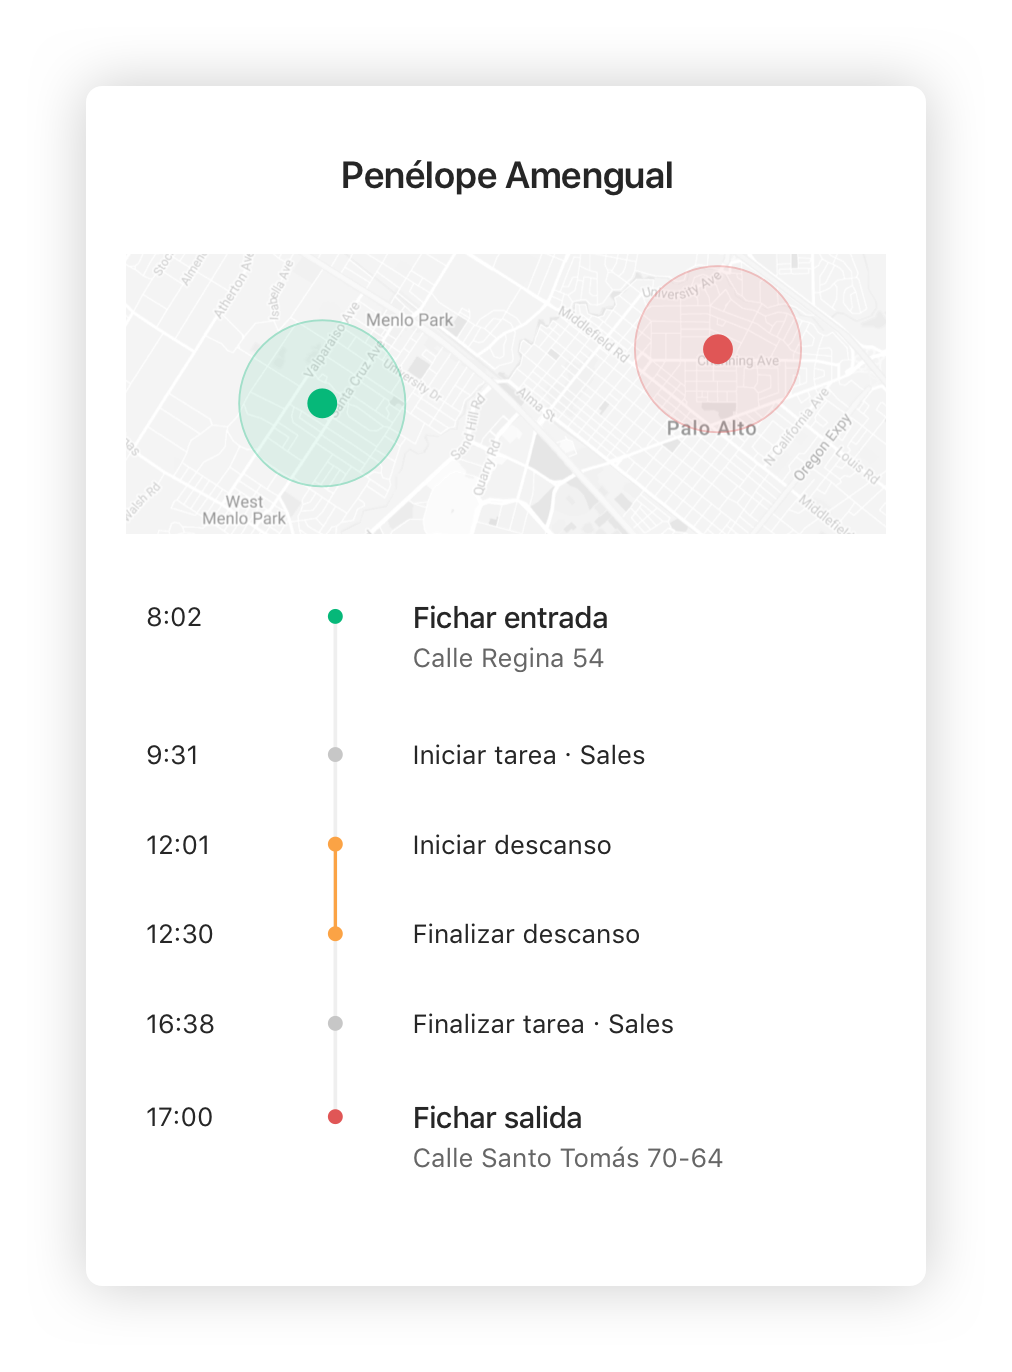 Penélope Amengual
Atherton Ave
Isabella Ave
Valparaiso Ave
Menlo Park
Santa Cruz Ave
University Dr
Sand Hill Rd
Quarry Rd
Alma St
Middlefield Rd
University Ave
Palo Alto
N California Ave
Oregon Expy
Louis Rd
Walsh Rd
West
Menlo Park
8:02
Fichar entrada
Calle Regina 54
9:31
Iniciar tarea · Sales
12:01
Iniciar descanso
12:30
Finalizar descanso
16:38
Finalizar tarea · Sales
17:00
Fichar salida
Calle Santo Tomás 70-64